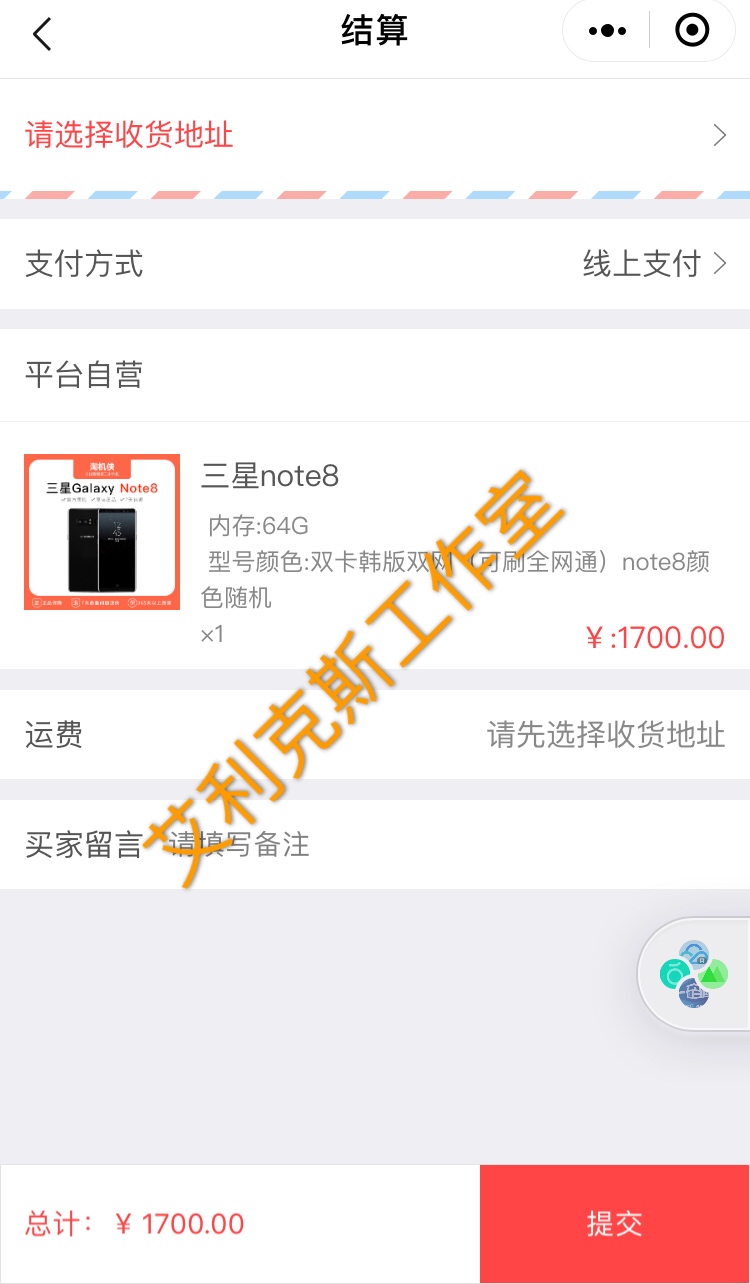 结算
请选择收货地址
支付方式
线上支付
平台自营
淘机侠
三星Galaxy Note8
三星note8
内存:64G
型号颜色:双卡韩版双网（可刷全网通）note8颜
色随机
×1
￥:1700.00
运费
请先选择收货地址
买家留言
请填写备注
艾利克斯工作室
总计： ￥ 1700.00
提交